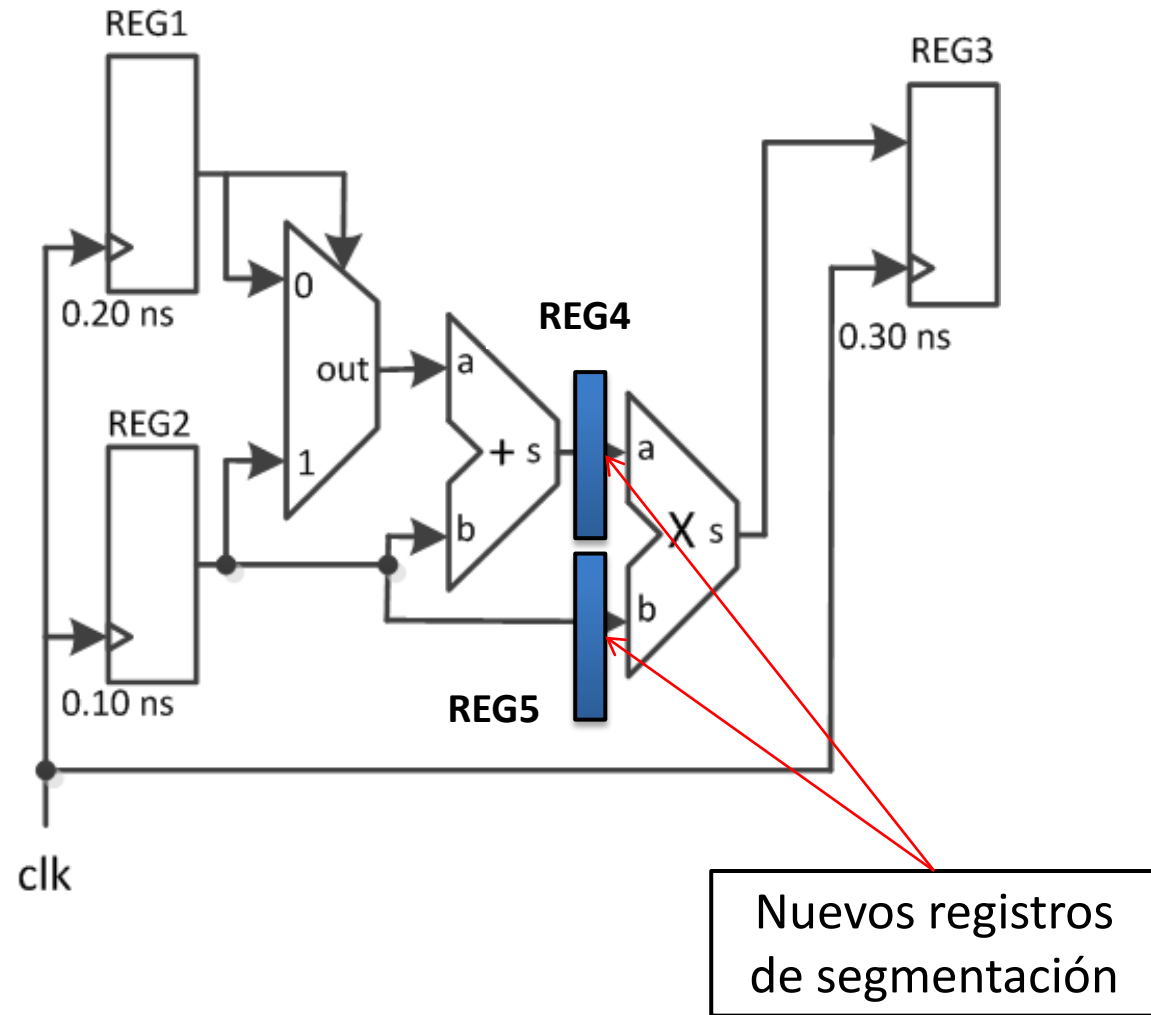 REG1
REG3
0
0.20 ns
REG4
0.30 ns
out
a
REG2
+ s
a
1
X s
b
b
0.10 ns
REG5
clk
Nuevos registros
de segmentación